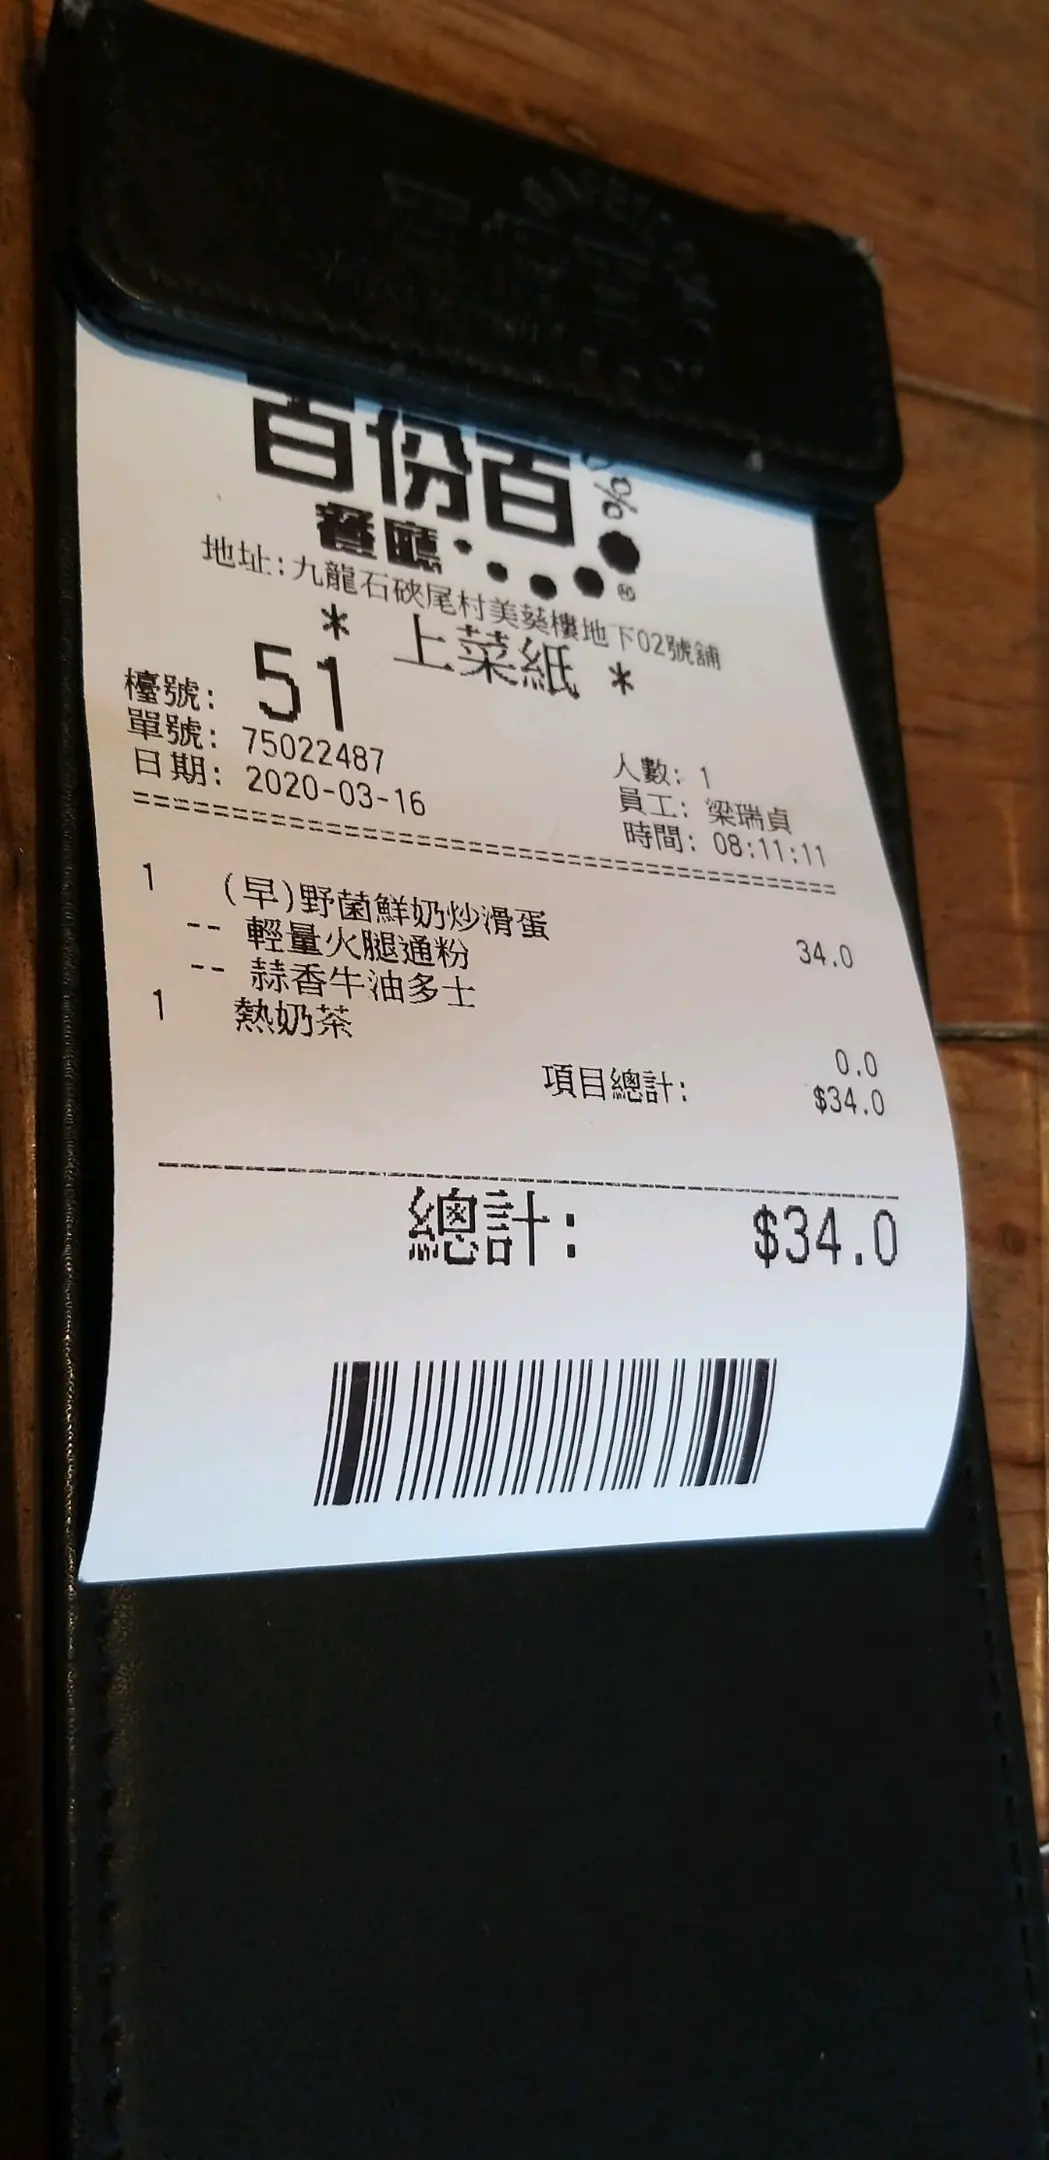 百份百
餐廳
地址:九龍石硤尾村美葵樓地下02號舖
* 上菜紙 *
檯號: 51
單號: 75022487
人數: 1
日期: 2020-03-16
員工: 梁瑞貞
時間: 08:11:11
1 (早)野菌鮮奶炒滑蛋 34.0
-- 輕量火腿通粉
-- 蒜香牛油多士
1 熱奶茶 0.0
項目總計: $34.0
總計: $34.0